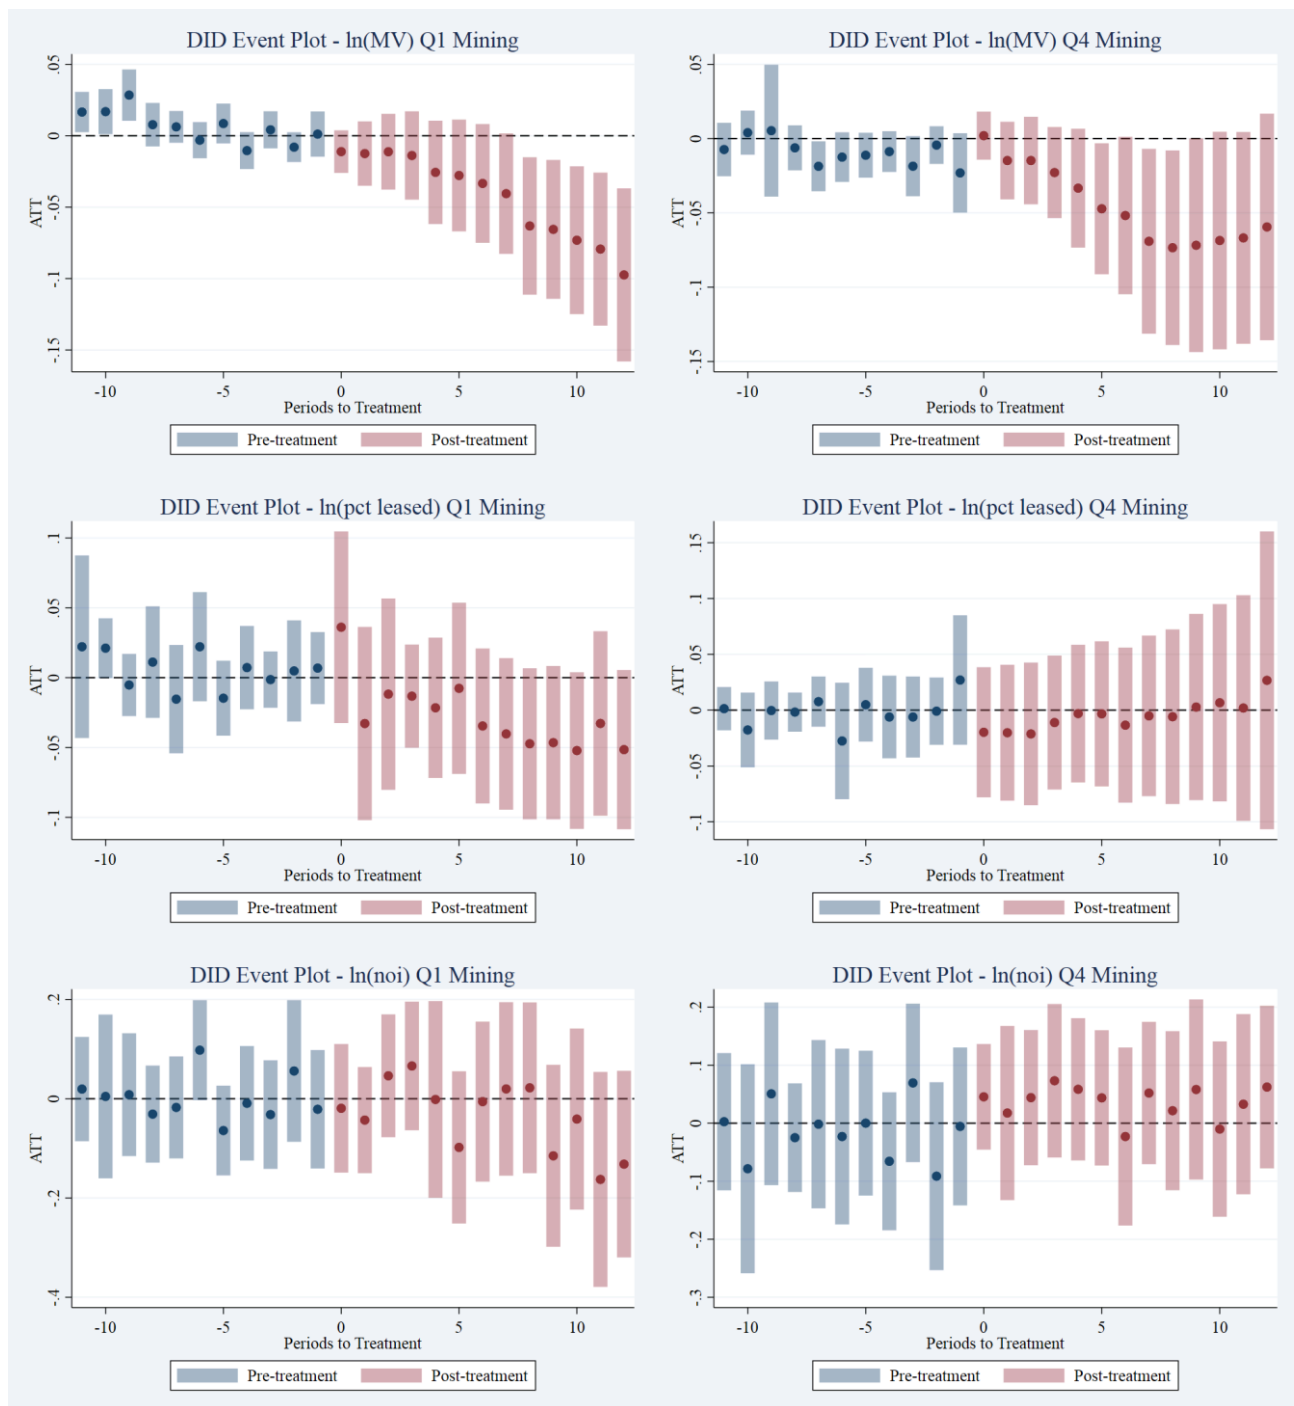 DID Event Plot - ln(MV) Q1 Mining
.05
0
-.05
-.1
-.15
ATT
-10
-5
0
5
10
Periods to Treatment
Pre-treatment
Post-treatment
DID Event Plot - ln(MV) Q4 Mining
.05
0
-.05
-.1
-.15
ATT
-10
-5
0
5
10
Periods to Treatment
Pre-treatment
Post-treatment
DID Event Plot - ln(pct leased) Q1 Mining
.1
.05
0
-.05
-.1
ATT
-10
-5
0
5
10
Periods to Treatment
Pre-treatment
Post-treatment
DID Event Plot - ln(pct leased) Q4 Mining
.15
.1
.05
0
-.05
-.1
ATT
-10
-5
0
5
10
Periods to Treatment
Pre-treatment
Post-treatment
DID Event Plot - ln(noi) Q1 Mining
.2
0
-.2
-.4
ATT
-10
-5
0
5
10
Periods to Treatment
Pre-treatment
Post-treatment
DID Event Plot - ln(noi) Q4 Mining
.2
.1
0
-.1
-.2
-.3
ATT
-10
-5
0
5
10
Periods to Treatment
Pre-treatment
Post-treatment